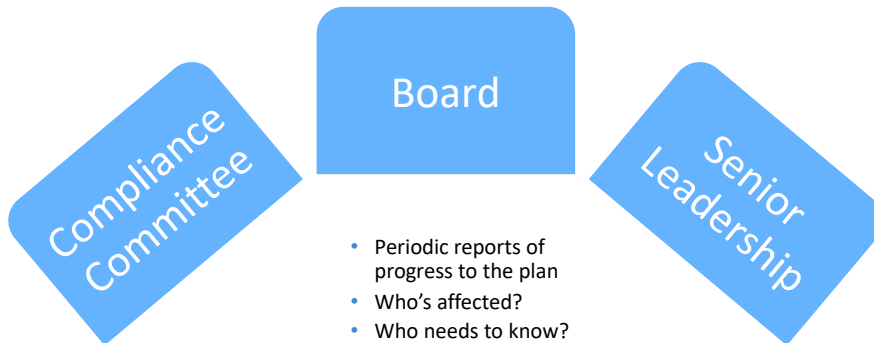 Compliance
Committee
Board
Senior
Leadership
• Periodic reports of
progress to the plan
• Who’s affected?
• Who needs to know?